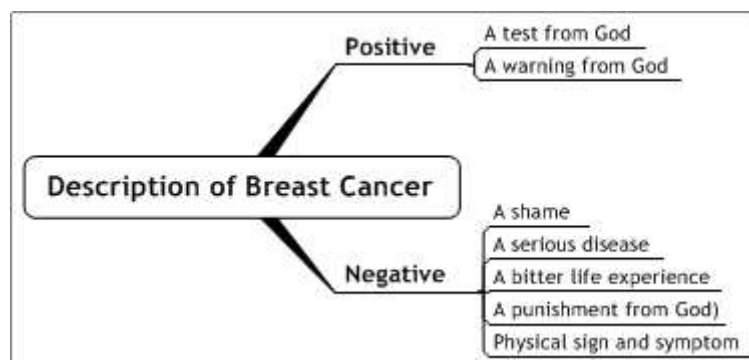 Positive
A test from God
A warning from God
Description of Breast Cancer
Negative
A shame
A serious disease
A bitter life experience
A punishment from God)
Physical sign and symptom